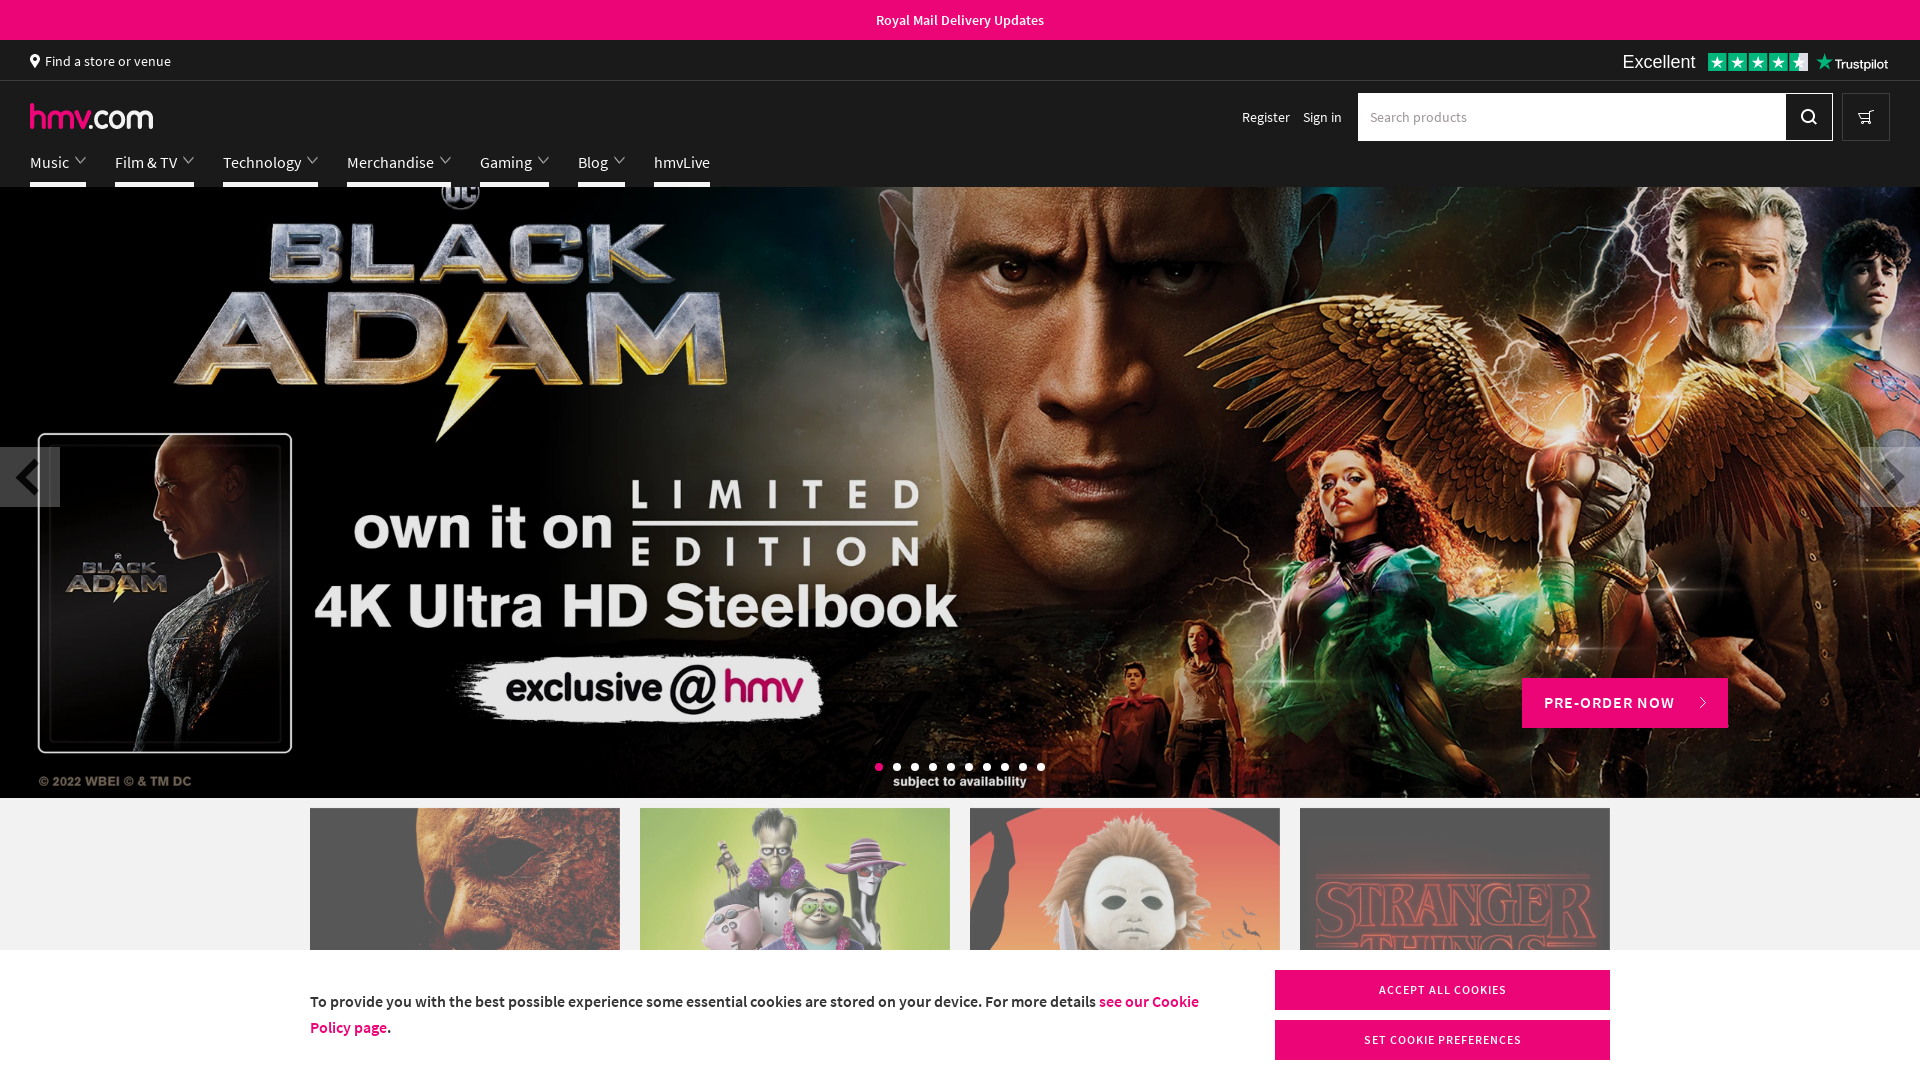 Royal Mail Delivery Updates
Find a store or venue
Excellent
Trustpilot
hmv.com
Register
Sign in
Search products
Music
Film & TV
Technology
Merchandise
Gaming
Blog
hmvLive
DC
BLACK
ADAM
LIMITED
own it on
EDITION
4K Ultra HD Steelbook
exclusive @ hmv
BLACK
ADAM
PRE-ORDER NOW
subject to availability
© 2022 WBEI © & TM DC
STRANGER
THINGS
To provide you with the best possible experience some essential cookies are stored on your device. For more details see our Cookie
Policy page.
ACCEPT ALL COOKIES
SET COOKIE PREFERENCES